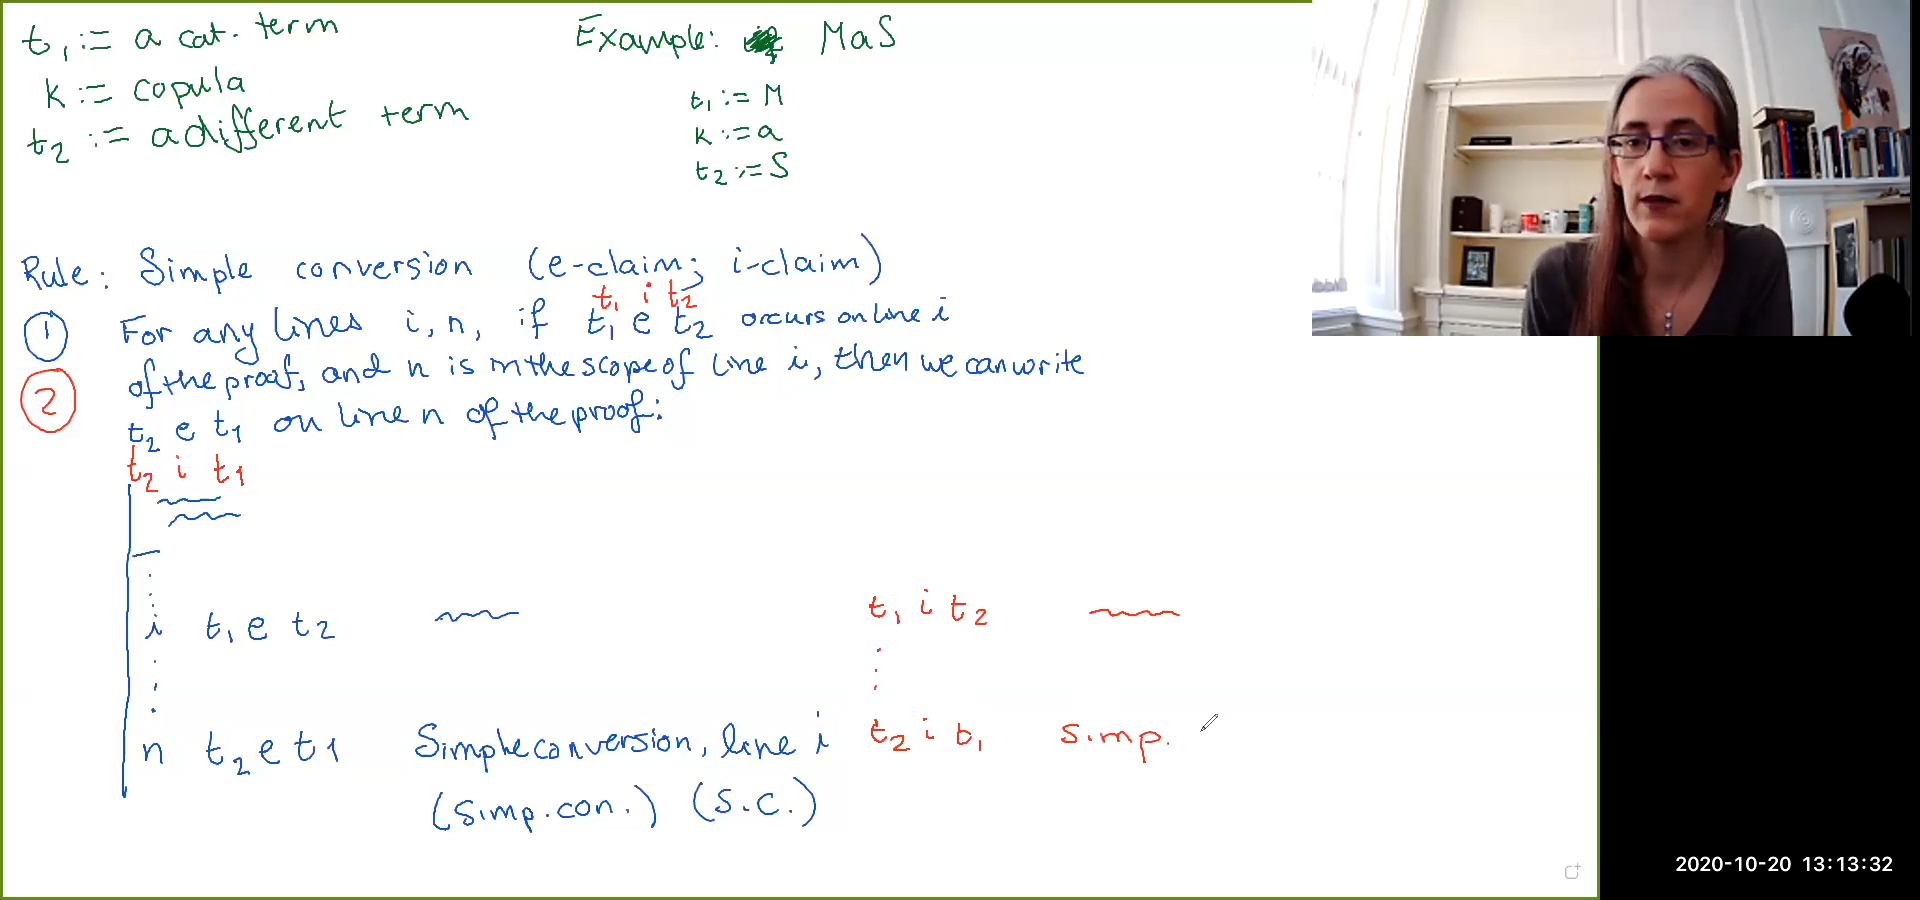 t₁ := a cat. term
k := copula
t₂ := a different term
Example: MaS
t₁ := M
k := a
t₂ := S
Rule: Simple conversion (e-claim; i-claim)
t₁ i t₂
① For any lines i, n, if t₁ e t₂ occurs on line i
② of the proof, and n is in the scope of line i, then we can write
t₂ e t₁ on line n of the proof:
t₂ i t₁
i t₁ e t₂
t₁ i t₂
n t₂ e t1 Simple conversion, line i
t₂ i b₁ simp.
(simp. con.) (S.C.)
2020-10-20 13:13:32